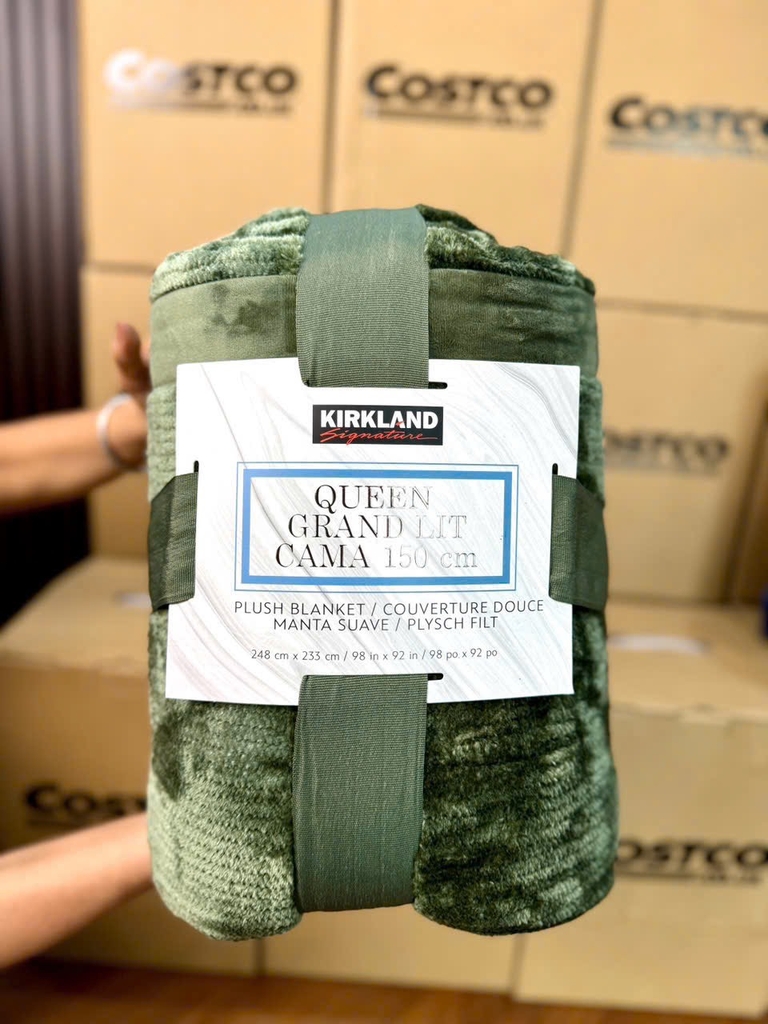 COSTCO
COSTCO
COSTCO
KIRKLAND
Signature
QUEEN
GRAND LIT
CAMA 150 cm
PLUSH BLANKET / COUVERTURE DOUCE
MANTA SUAVE / PLYSCH FILT
248 cm x 233 cm / 98 in x 92 in / 98 po x 92 po
COSTCO
COSTCO
COSTCO